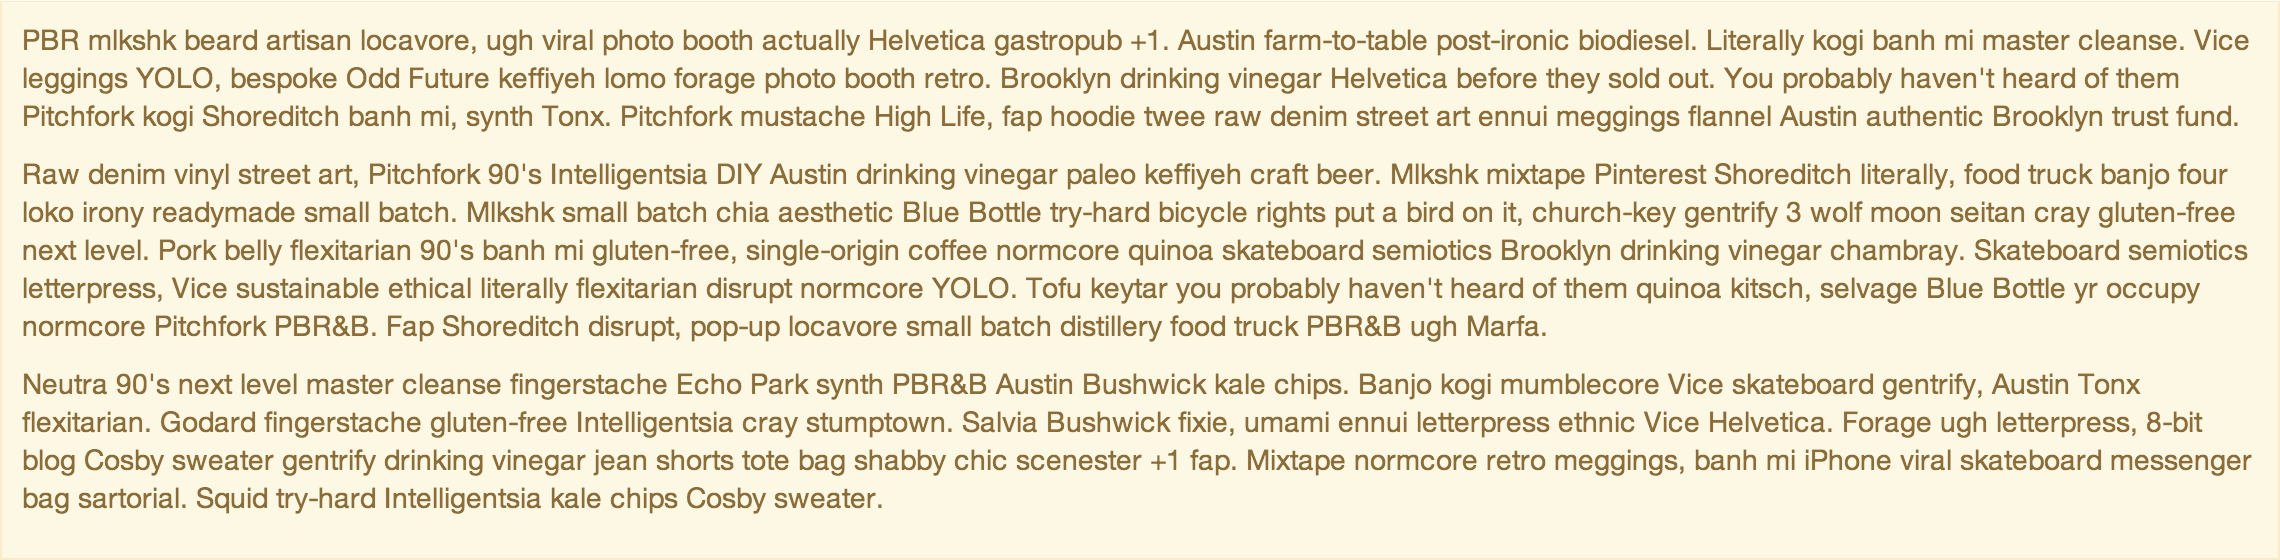 PBR mlkshk beard artisan locavore, ugh viral photo booth actually Helvetica gastropub +1. Austin farm-to-table post-ironic biodiesel. Literally kogi banh mi master cleanse. Vice
leggings YOLO, bespoke Odd Future keffiyeh lomo forage photo booth retro. Brooklyn drinking vinegar Helvetica before they sold out. You probably haven't heard of them
Pitchfork kogi Shoreditch banh mi, synth Tonx. Pitchfork mustache High Life, fap hoodie twee raw denim street art ennui meggings flannel Austin authentic Brooklyn trust fund.
Raw denim vinyl street art, Pitchfork 90's Intelligentsia DIY Austin drinking vinegar paleo keffiyeh craft beer. Mlkshk mixtape Pinterest Shoreditch literally, food truck banjo four
loko irony readymade small batch. Mlkshk small batch chia aesthetic Blue Bottle try-hard bicycle rights put a bird on it, church-key gentrify 3 wolf moon seitan cray gluten-free
next level. Pork belly flexitarian 90's banh mi gluten-free, single-origin coffee normcore quinoa skateboard semiotics Brooklyn drinking vinegar chambray. Skateboard semiotics
letterpress, Vice sustainable ethical literally flexitarian disrupt normcore YOLO. Tofu keytar you probably haven't heard of them quinoa kitsch, selvage Blue Bottle yr occupy
normcore Pitchfork PBR&B. Fap Shoreditch disrupt, pop-up locavore small batch distillery food truck PBR&B ugh Marfa.
Neutra 90's next level master cleanse fingerstache Echo Park synth PBR&B Austin Bushwick kale chips. Banjo kogi mumblecore Vice skateboard gentrify, Austin Tonx
flexitarian. Godard fingerstache gluten-free Intelligentsia cray stumptown. Salvia Bushwick fixie, umami ennui letterpress ethnic Vice Helvetica. Forage ugh letterpress, 8-bit
blog Cosby sweater gentrify drinking vinegar jean shorts tote bag shabby chic scenester +1 fap. Mixtape normcore retro meggings, banh mi iPhone viral skateboard messenger
bag sartorial. Squid try-hard Intelligentsia kale chips Cosby sweater.